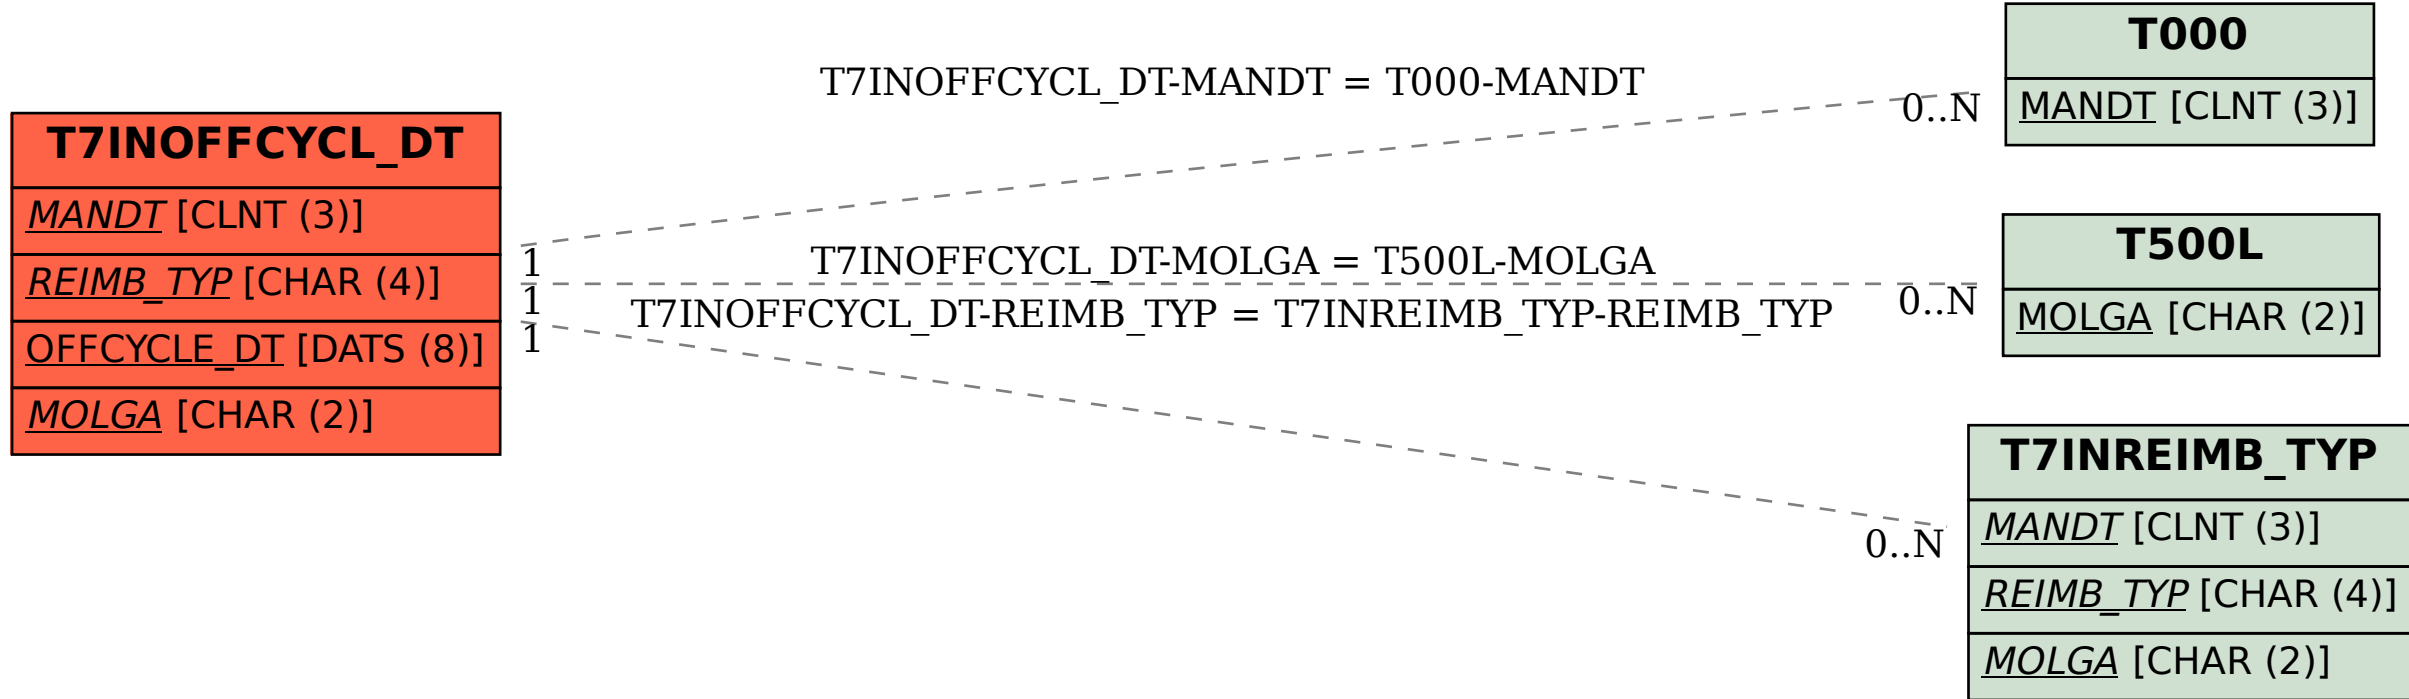 T7INOFFCYCL_DT
MANDT [CLNT (3)]
REIMB_TYP [CHAR (4)]
OFFCYCLE_DT [DATS (8)]
MOLGA [CHAR (2)]
T7INOFFCYCL_DT-MANDT = T000-MANDT
1
0..N
T7INOFFCYCL_DT-MOLGA = T500L-MOLGA
1
0..N
T7INOFFCYCL_DT-REIMB_TYP = T7INREIMB_TYP-REIMB_TYP
1
0..N
T000
MANDT [CLNT (3)]
T500L
MOLGA [CHAR (2)]
T7INREIMB_TYP
MANDT [CLNT (3)]
REIMB_TYP [CHAR (4)]
MOLGA [CHAR (2)]